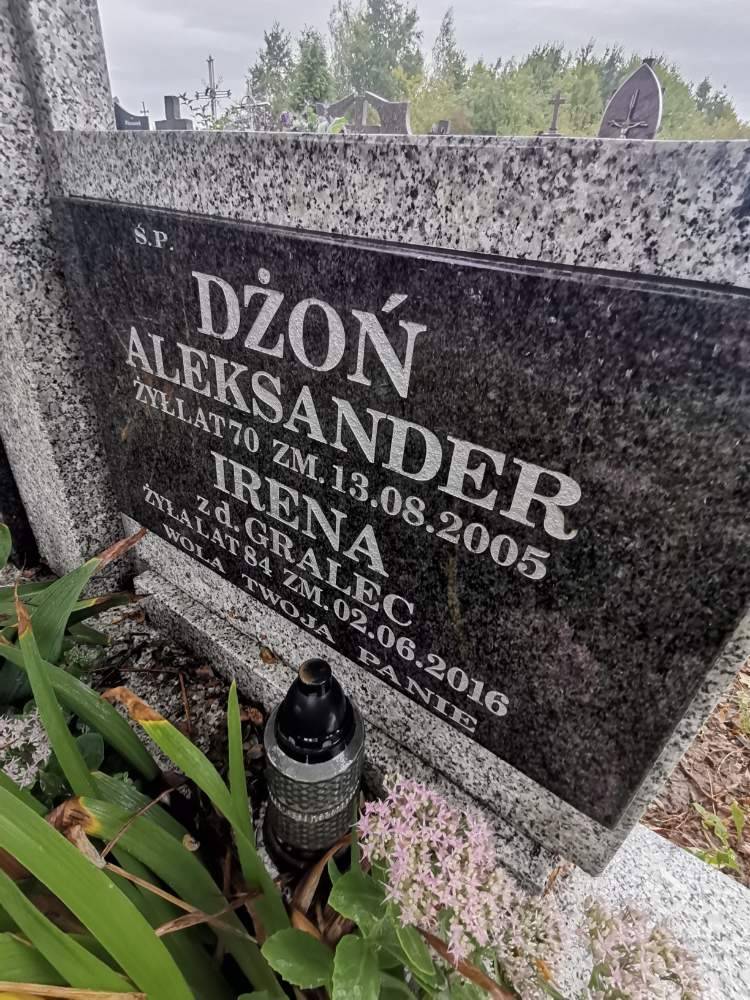 Ś.P.
DŻOŃ
ALEKSANDER
ŻYŁ LAT 70 ZM. 13.08.2005
IRENA
z d. GRALEC
ŻYŁA LAT 84 ZM. 02.06.2016
WOLA TWOJA PANIE